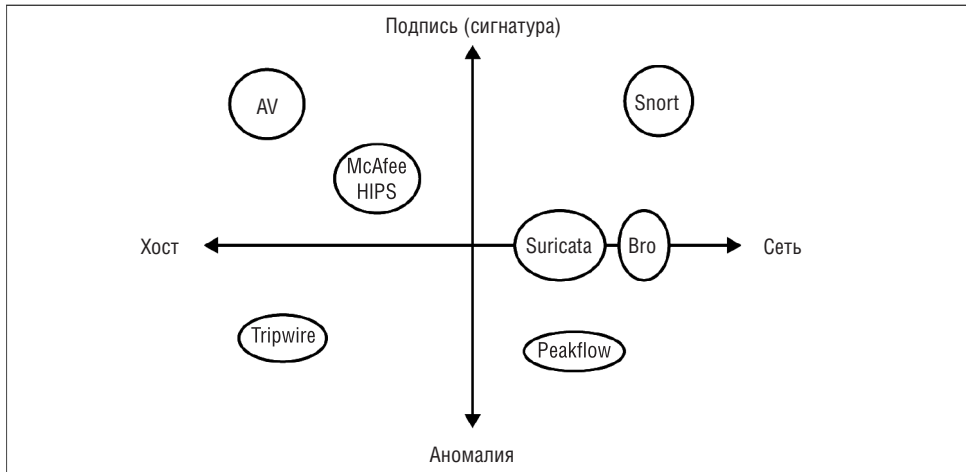 Подпись (сигнатура)
AV
Snort
McAfee
HIPS
Хост
Suricata
Bro
Сеть
Tripwire
Peakflow
Аномалия